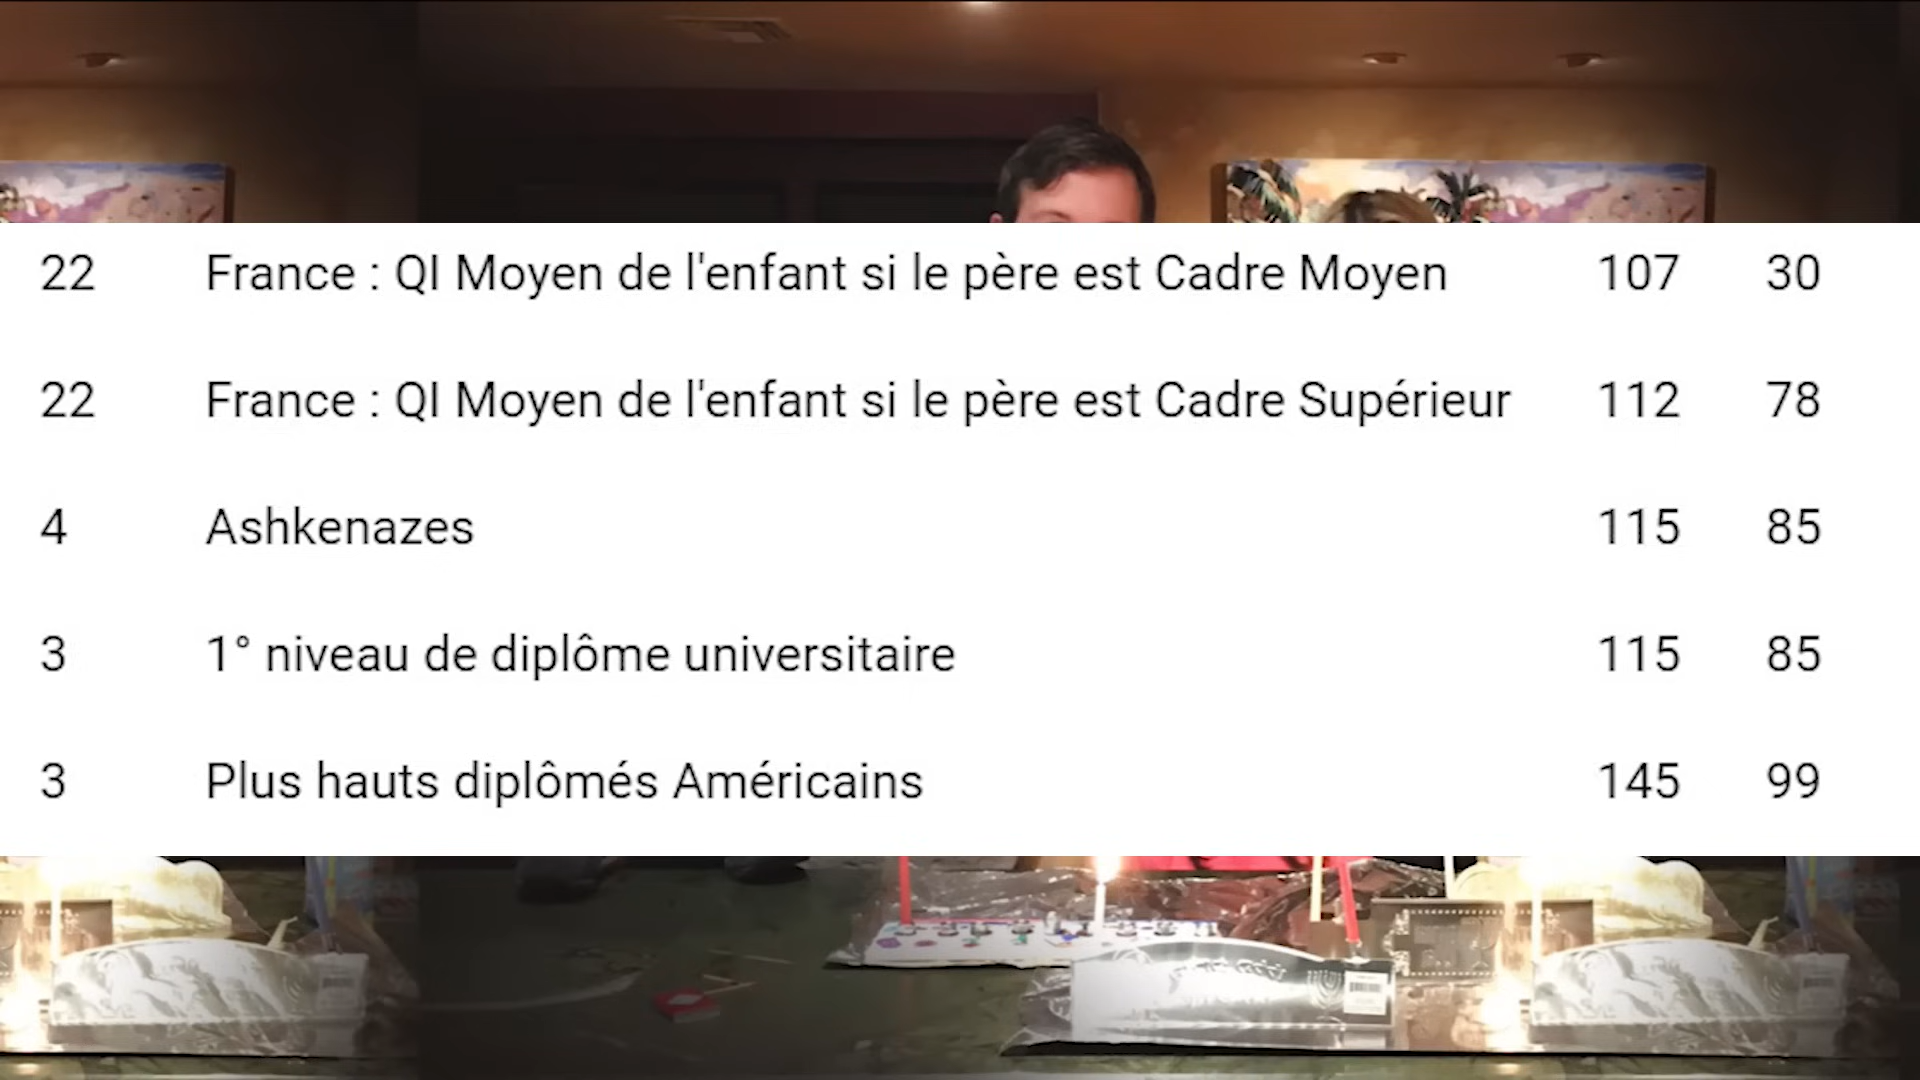 22 France : QI Moyen de l'enfant si le père est Cadre Moyen 107 30
22 France : QI Moyen de l'enfant si le père est Cadre Supérieur 112 78
4 Ashkenazes 115 85
3 1° niveau de diplôme universitaire 115 85
3 Plus hauts diplômés Américains 145 99